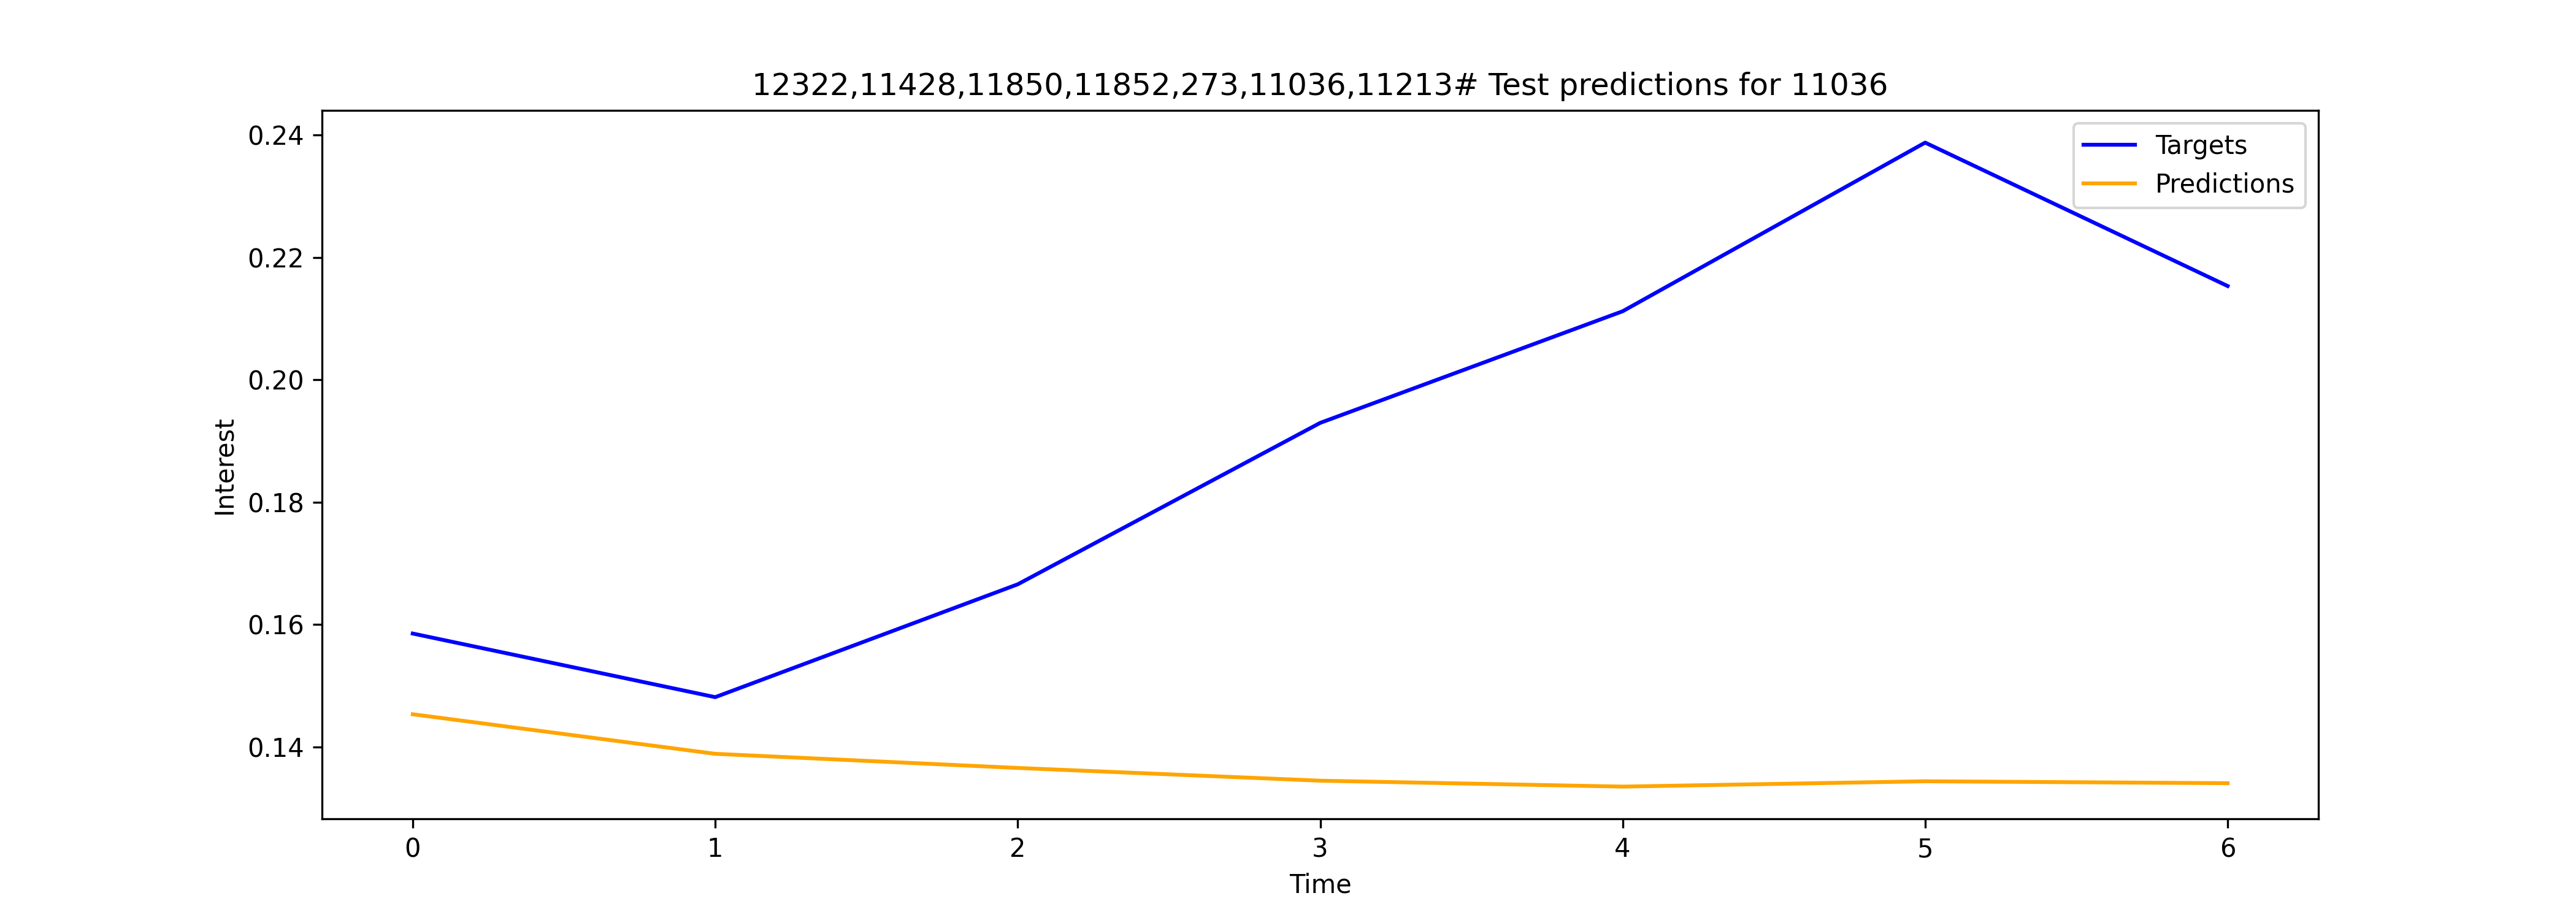 12322,11428,11850,11852,273,11036,11213# Test predictions for 11036
Targets
Predictions
0.24
0.22
0.20
0.18
0.16
0.14
Interest
0 1 2 3 4 5 6
Time